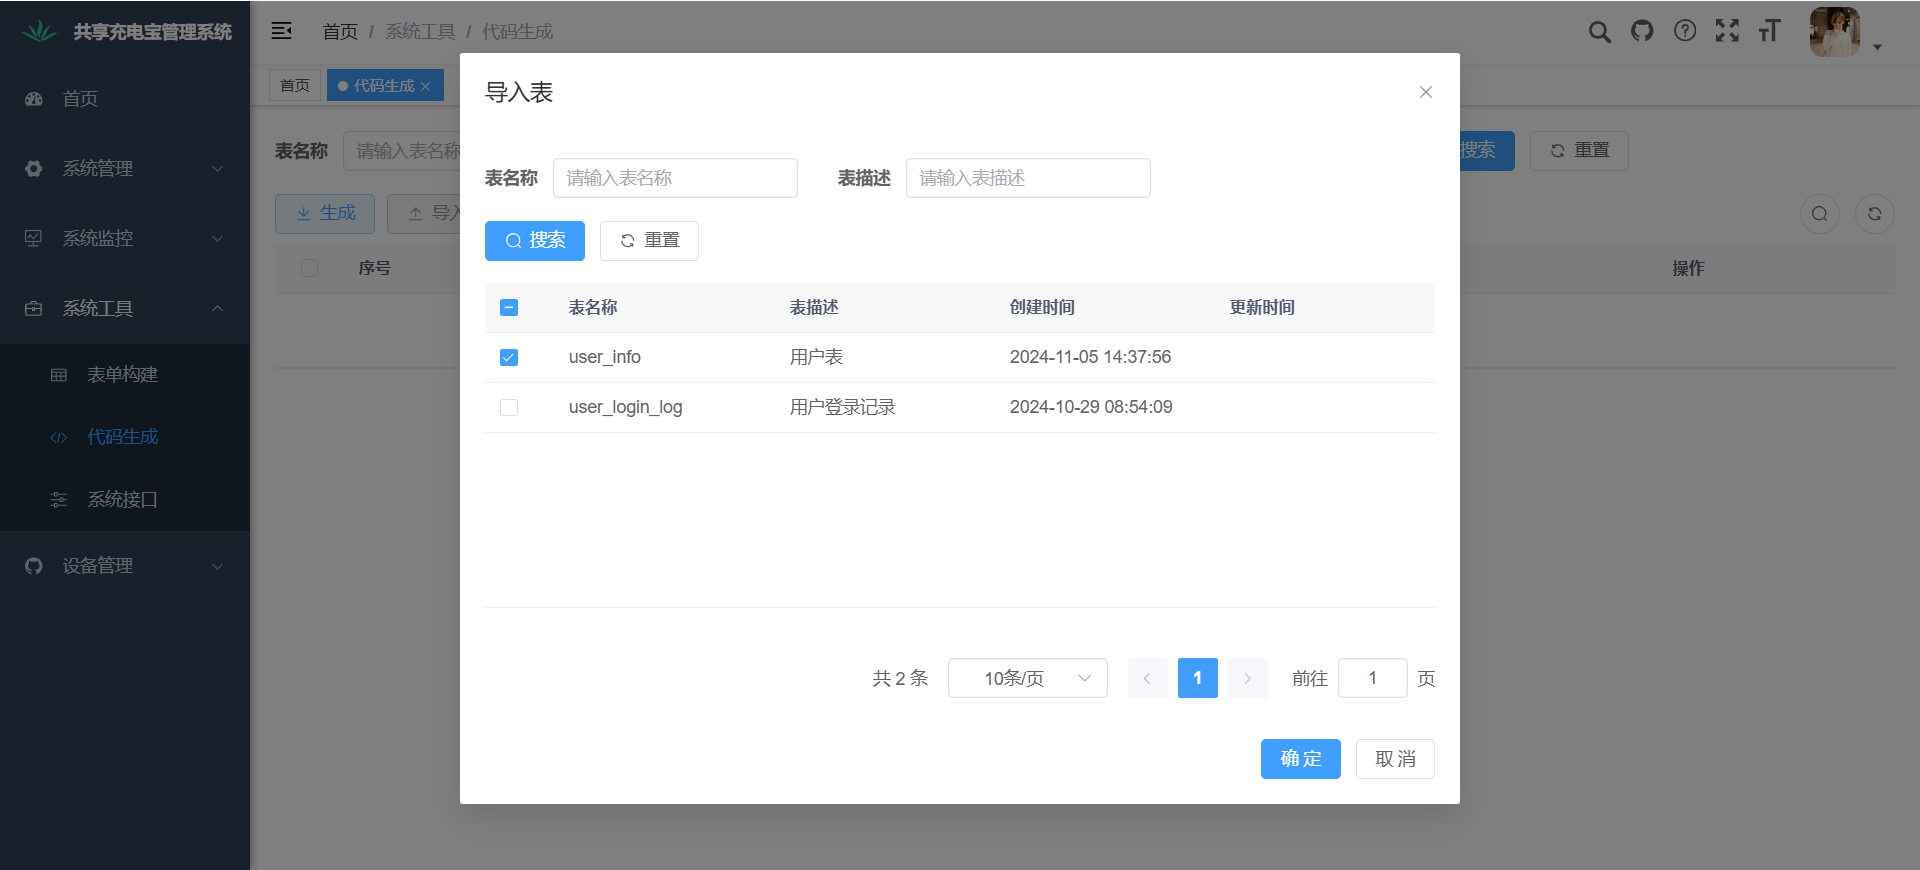 共享充电宝管理系统
首页 / 系统工具 / 代码生成
首页
代码生成
首页
系统管理
系统监控
系统工具
表单构建
代码生成
系统接口
设备管理
表名称 请输入表名称
搜索 重置
生成 导入
序号 操作
导入表
表名称 请输入表名称 表描述 请输入表描述
搜索 重置
表名称 表描述 创建时间 更新时间
user_info 用户表 2024-11-05 14:37:56
user_login_log 用户登录记录 2024-10-29 08:54:09
共 2 条 10条/页 1 前往 1 页
确 定 取 消